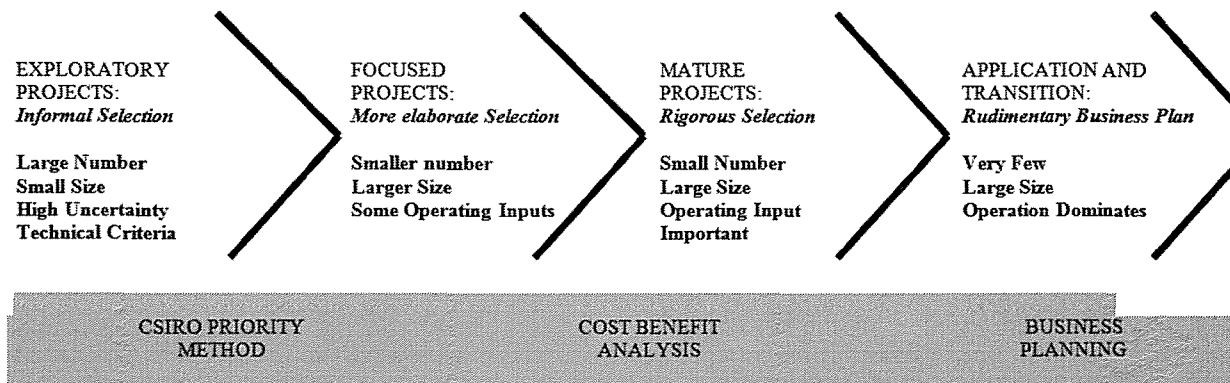 EXPLORATORY
PROJECTS:
Informal Selection
Large Number
Small Size
High Uncertainty
Technical Criteria
FOCUSED
PROJECTS:
More elaborate Selection
Smaller number
Larger Size
Some Operating Inputs
MATURE
PROJECTS:
Rigorous Selection
Small Number
Large Size
Operating Input
Important
APPLICATION AND
TRANSITION:
Rudimentary Business Plan
Very Few
Large Size
Operation Dominates
CSIRO PRIORITY
METHOD
COST BENEFIT
ANALYSIS
BUSINESS
PLANNING